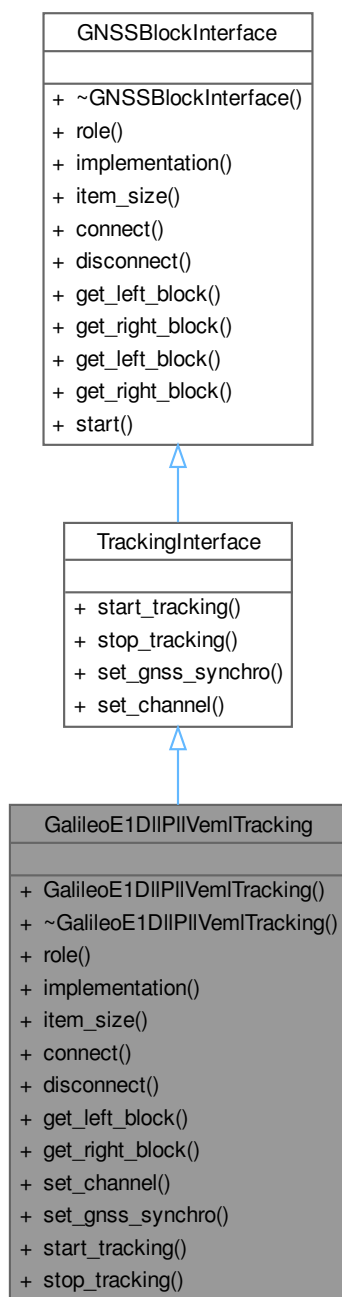 GNSSBlockInterface
+ ~GNSSBlockInterface()
+ role()
+ implementation()
+ item_size()
+ connect()
+ disconnect()
+ get_left_block()
+ get_right_block()
+ get_left_block()
+ get_right_block()
+ start()
TrackingInterface
+ start_tracking()
+ stop_tracking()
+ set_gnss_synchro()
+ set_channel()
GalileoE1DllPllVemlTracking
+ GalileoE1DllPllVemlTracking()
+ ~GalileoE1DllPllVemlTracking()
+ role()
+ implementation()
+ item_size()
+ connect()
+ disconnect()
+ get_left_block()
+ get_right_block()
+ set_channel()
+ set_gnss_synchro()
+ start_tracking()
+ stop_tracking()